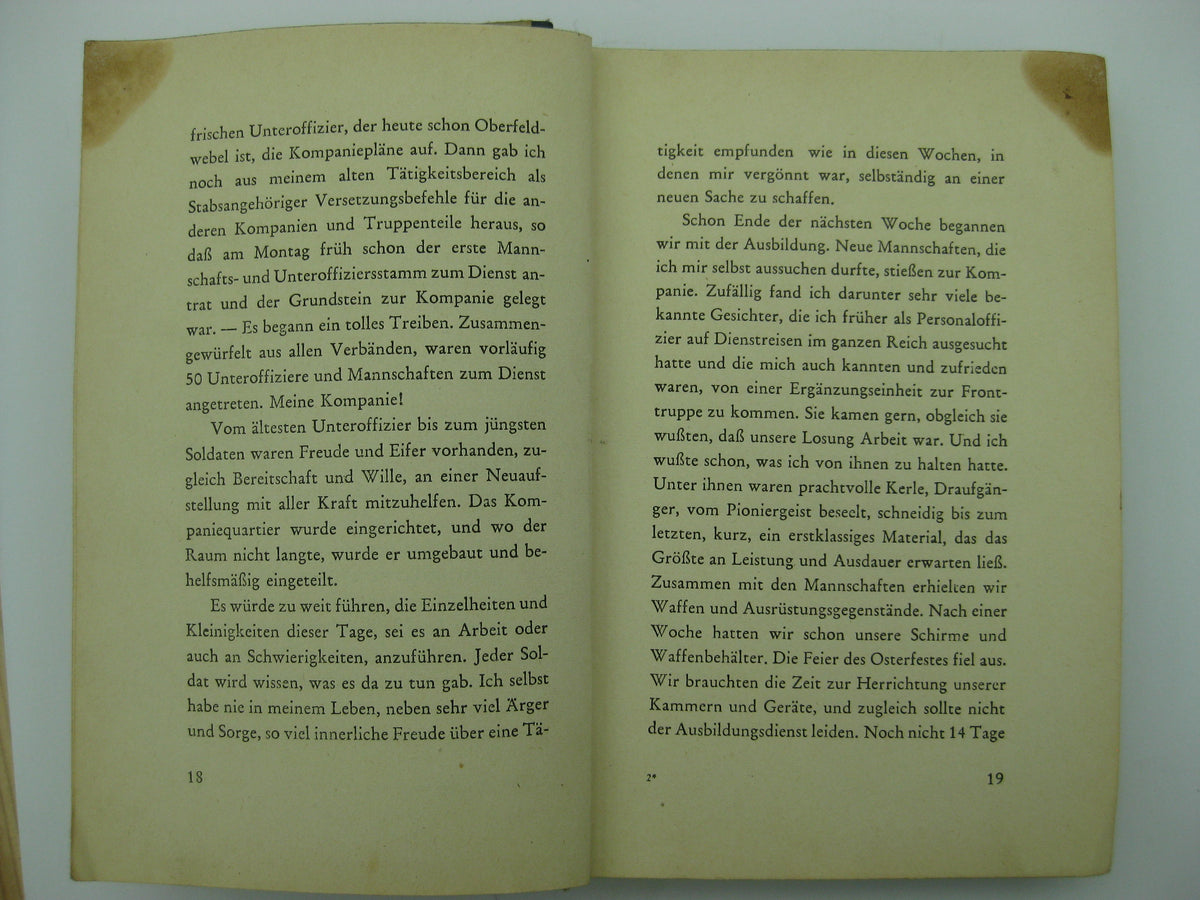 frischen Unteroffizier, der heute schon Oberfeld-
webel ist, die Kompaniepläne auf. Dann gab ich
noch aus meinem alten Tätigkeitsbereich als
Stabsangehöriger Versetzungsbefehle für die an-
deren Kompanien und Truppenteile heraus, so
daß am Montag früh schon der erste Mann-
schafts- und Unteroffiziersstamm zum Dienst an-
trat und der Grundstein zur Kompanie gelegt
war. — Es begann ein tolles Treiben. Zusammen-
gewürfelt aus allen Verbänden, waren vorläufig
50 Unteroffiziere und Mannschaften zum Dienst
angetreten. Meine Kompanie!
Vom ältesten Unteroffizier bis zum jüngsten
Soldaten waren Freude und Eifer vorhanden, zu-
gleich Bereitschaft und Wille, an einer Neuauf-
stellung mit aller Kraft mitzuhelfen. Das Kom-
paniequartier wurde eingerichtet, und wo der
Raum nicht langte, wurde er umgebaut und be-
helfsmäßig eingeteilt.
Es würde zu weit führen, die Einzelheiten und
Kleinigkeiten dieser Tage, sei es an Arbeit oder
auch an Schwierigkeiten, anzuführen. Jeder Sol-
dat wird wissen, was es da zu tun gab. Ich selbst
habe nie in meinem Leben, neben sehr viel Ärger
und Sorge, so viel innerliche Freude über eine Tä-
18
tigkeit empfunden wie in diesen Wochen, in
denen mir vergönnt war, selbständig an einer
neuen Sache zu schaffen.
Schon Ende der nächsten Woche begannen
wir mit der Ausbildung. Neue Mannschaften, die
ich mir selbst aussuchen durfte, stießen zur Kom-
panie. Zufällig fand ich darunter sehr viele be-
kannte Gesichter, die ich früher als Personaloffi-
zier auf Dienstreisen im ganzen Reich ausgesucht
hatte und die mich auch kannten und zufrieden
waren, von einer Ergänzungseinheit zur Front-
truppe zu kommen. Sie kamen gern, obgleich sie
wußten, daß unsere Losung Arbeit war. Und ich
wußte schon, was ich von ihnen zu halten hatte.
Unter ihnen waren prachtvolle Kerle, Draufgän-
ger, vom Pioniergeist beseelt, schneidig bis zum
letzten, kurz, ein erstklassiges Material, das das
Größte an Leistung und Ausdauer erwarten ließ.
Zusammen mit den Mannschaften erhielten wir
Waffen und Ausrüstungsgegenstände. Nach einer
Woche hatten wir schon unsere Schirme und
Waffenbehälter. Die Feier des Osterfestes fiel aus.
Wir brauchten die Zeit zur Herrichtung unserer
Kammern und Geräte, und zugleich sollte nicht
der Ausbildungsdienst leiden. Noch nicht 14 Tage
2*
19